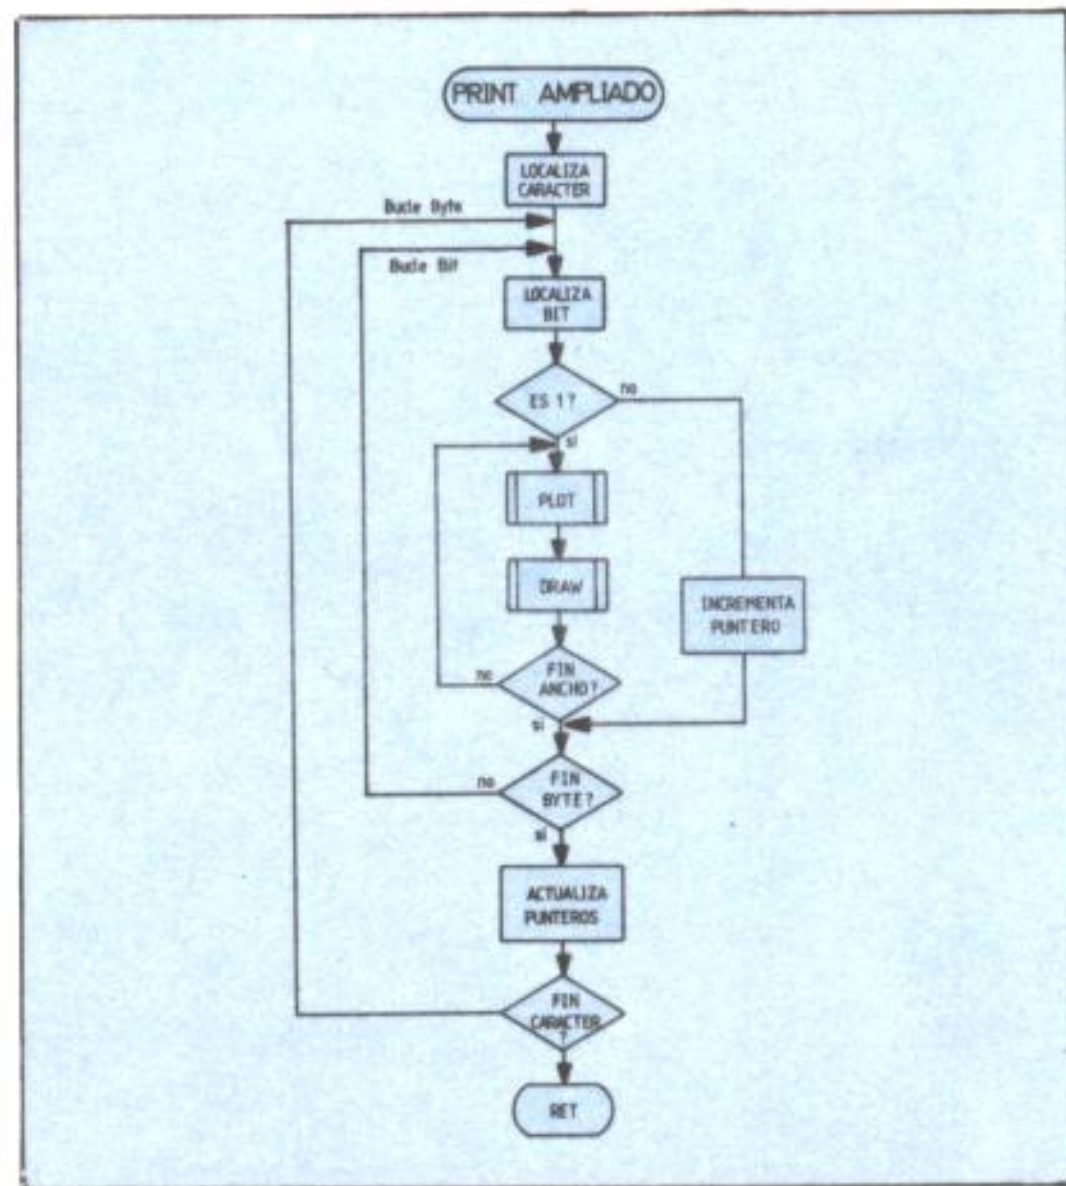 PRINT AMPLIADO
LOCALIZA
CARACTER
Bucle Byte
Bucle Bit
LOCALIZA
BIT
ES 1?
no
si
PLOT
DRAW
INCREMENTA
PUNTERO
FIN
ANCHO?
no
si
FIN
BYTE?
no
si
ACTUALIZA
PUNTEROS
FIN
CARACTER
?
RET